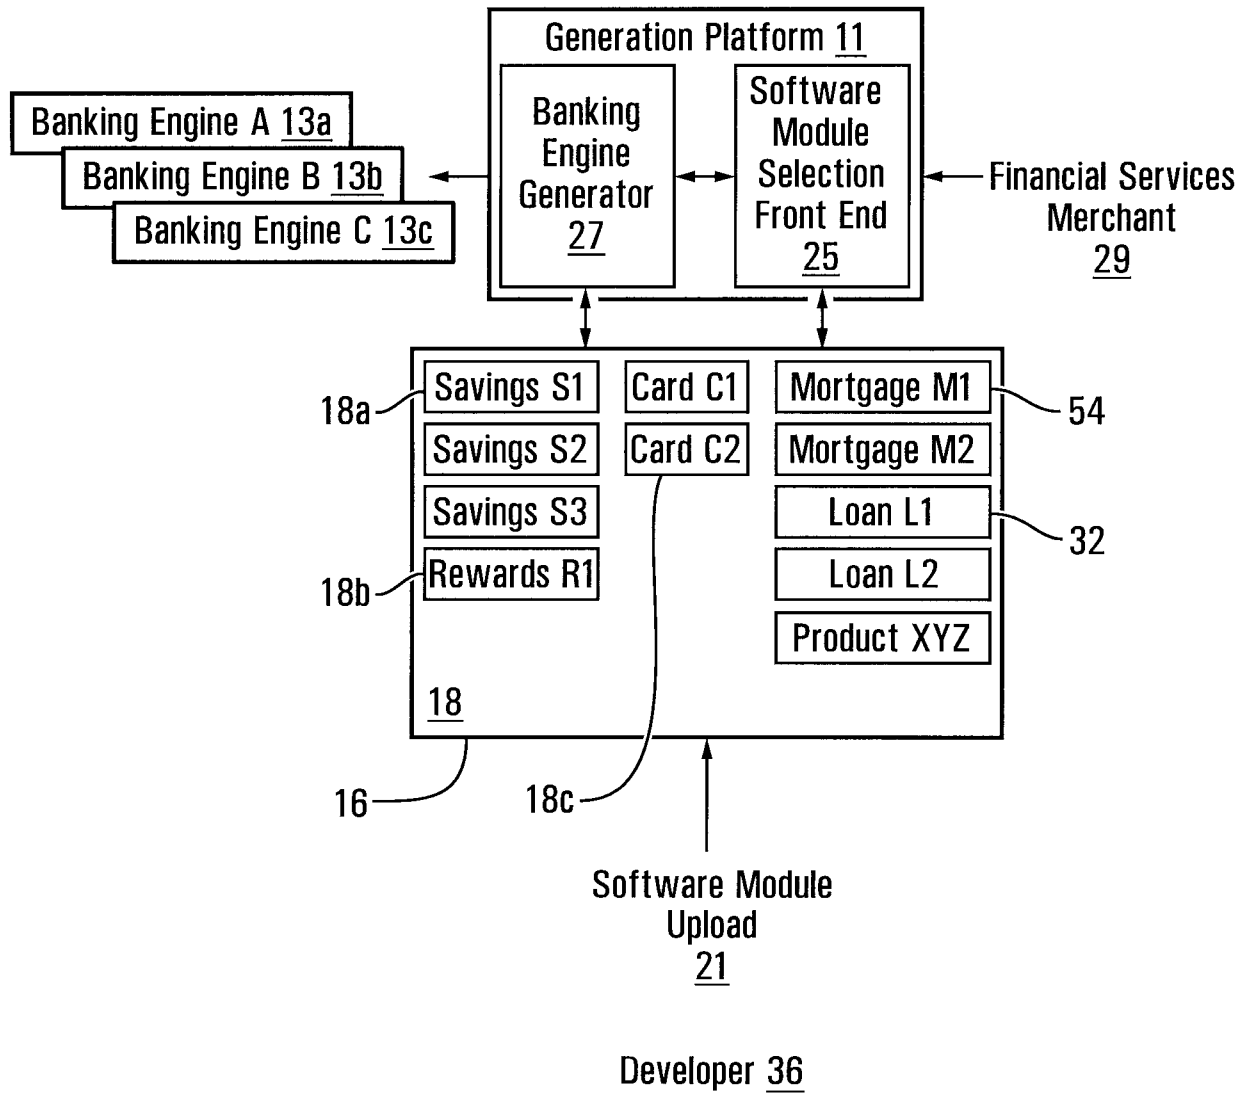 Generation Platform 11
Banking Engine A 13a
Banking Engine B 13b
Banking Engine C 13c
Banking
Engine
Generator
27
Software
Module
Selection
Front End
25
Financial Services
Merchant
29
Savings S1
Savings S2
Savings S3
Rewards R1
Card C1
Card C2
Mortgage M1
Mortgage M2
Loan L1
Loan L2
Product XYZ
18a
18b
54
32
18
16
18c
Software Module
Upload
21
Developer 36